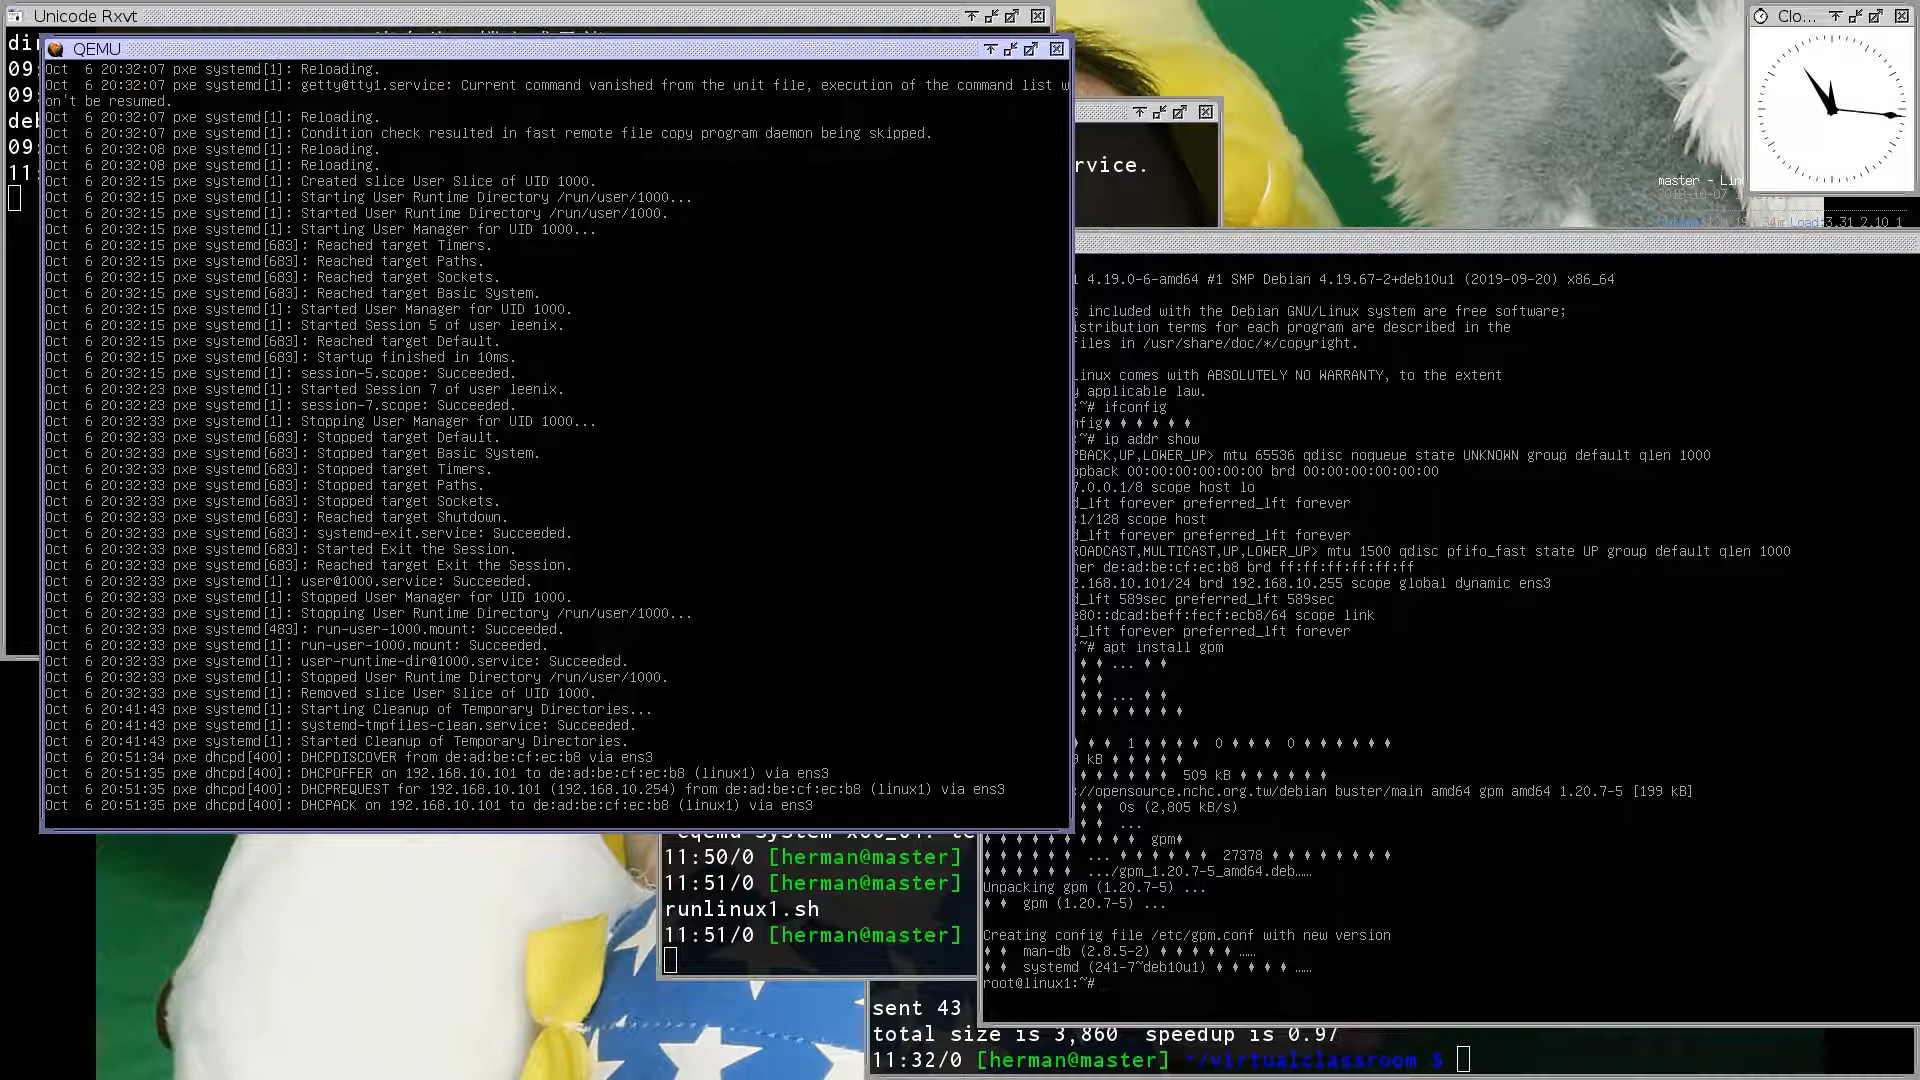 Unicode Rxvt
QEMU
Oct  6 20:32:07 pxe systemd[1]: Reloading.
Oct  6 20:32:07 pxe systemd[1]: getty@tty1.service: Current command vanished from the unit file, execution of the command list w
on't be resumed.
Oct  6 20:32:07 pxe systemd[1]: Reloading.
Oct  6 20:32:07 pxe systemd[1]: Condition check resulted in fast remote file copy program daemon being skipped.
Oct  6 20:32:08 pxe systemd[1]: Reloading.
Oct  6 20:32:08 pxe systemd[1]: Reloading.
Oct  6 20:32:15 pxe systemd[1]: Created slice User Slice of UID 1000.
Oct  6 20:32:15 pxe systemd[1]: Starting User Runtime Directory /run/user/1000...
Oct  6 20:32:15 pxe systemd[1]: Started User Runtime Directory /run/user/1000.
Oct  6 20:32:15 pxe systemd[1]: Starting User Manager for UID 1000...
Oct  6 20:32:15 pxe systemd[683]: Reached target Timers.
Oct  6 20:32:15 pxe systemd[683]: Reached target Paths.
Oct  6 20:32:15 pxe systemd[683]: Reached target Sockets.
Oct  6 20:32:15 pxe systemd[683]: Reached target Basic System.
Oct  6 20:32:15 pxe systemd[1]: Started User Manager for UID 1000.
Oct  6 20:32:15 pxe systemd[1]: Started Session 5 of user leenix.
Oct  6 20:32:15 pxe systemd[683]: Reached target Default.
Oct  6 20:32:15 pxe systemd[683]: Startup finished in 10ms.
Oct  6 20:32:15 pxe systemd[1]: session-5.scope: Succeeded.
Oct  6 20:32:23 pxe systemd[1]: Started Session 7 of user leenix.
Oct  6 20:32:23 pxe systemd[1]: session-7.scope: Succeeded.
Oct  6 20:32:33 pxe systemd[1]: Stopping User Manager for UID 1000...
Oct  6 20:32:33 pxe systemd[683]: Stopped target Default.
Oct  6 20:32:33 pxe systemd[683]: Stopped target Basic System.
Oct  6 20:32:33 pxe systemd[683]: Stopped target Timers.
Oct  6 20:32:33 pxe systemd[683]: Stopped target Paths.
Oct  6 20:32:33 pxe systemd[683]: Stopped target Sockets.
Oct  6 20:32:33 pxe systemd[683]: Reached target Shutdown.
Oct  6 20:32:33 pxe systemd[683]: systemd-exit.service: Succeeded.
Oct  6 20:32:33 pxe systemd[683]: Started Exit the Session.
Oct  6 20:32:33 pxe systemd[683]: Reached target Exit the Session.
Oct  6 20:32:33 pxe systemd[1]: user@1000.service: Succeeded.
Oct  6 20:32:33 pxe systemd[1]: Stopped User Manager for UID 1000.
Oct  6 20:32:33 pxe systemd[1]: Stopping User Runtime Directory /run/user/1000...
Oct  6 20:32:33 pxe systemd[483]: run-user-1000.mount: Succeeded.
Oct  6 20:32:33 pxe systemd[1]: run-user-1000.mount: Succeeded.
Oct  6 20:32:33 pxe systemd[1]: user-runtime-dir@1000.service: Succeeded.
Oct  6 20:32:33 pxe systemd[1]: Stopped User Runtime Directory /run/user/1000.
Oct  6 20:32:33 pxe systemd[1]: Removed slice User Slice of UID 1000.
Oct  6 20:41:43 pxe systemd[1]: Starting Cleanup of Temporary Directories...
Oct  6 20:41:43 pxe systemd[1]: systemd-tmpfiles-clean.service: Succeeded.
Oct  6 20:41:43 pxe systemd[1]: Started Cleanup of Temporary Directories.
Oct  6 20:51:34 pxe dhcpd[400]: DHCPDISCOVER from de:ad:be:cf:ec:b8 via ens3
Oct  6 20:51:35 pxe dhcpd[400]: DHCPOFFER on 192.168.10.101 to de:ad:be:cf:ec:b8 (linux1) via ens3
Oct  6 20:51:35 pxe dhcpd[400]: DHCPREQUEST for 192.168.10.101 (192.168.10.254) from de:ad:be:cf:ec:b8 (linux1) via ens3
Oct  6 20:51:35 pxe dhcpd[400]: DHCPACK on 192.168.10.101 to de:ad:be:cf:ec:b8 (linux1) via ens3
dir
09:
09:
deb
09:
11:
rvice.
Clo...
master - Lin
Load:3.31 2.10 1
4.19.0-6-amd64 #1 SMP Debian 4.19.67-2+deb10u1 (2019-09-20) x86_64
s included with the Debian GNU/Linux system are free software;
istribution terms for each program are described in the
files in /usr/share/doc/*/copyright.
inux comes with ABSOLUTELY NO WARRANTY, to the extent
y applicable law.
:~# ifconfig
nfig
:~# ip addr show
PBACK,UP,LOWER_UP> mtu 65536 qdisc noqueue state UNKNOWN group default qlen 1000
opback 00:00:00:00:00:00 brd 00:00:00:00:00:00
7.0.0.1/8 scope host lo
d_lft forever preferred_lft forever
:1/128 scope host
d_lft forever preferred_lft forever
ROADCAST,MULTICAST,UP,LOWER_UP> mtu 1500 qdisc pfifo_fast state UP group default qlen 1000
her de:ad:be:cf:ec:b8 brd ff:ff:ff:ff:ff:ff
2.168.10.101/24 brd 192.168.10.255 scope global dynamic ens3
d_lft 589sec preferred_lft 589sec
e80::dcad:beff:fecf:ecb8/64 scope link
d_lft forever preferred_lft forever
:~# apt install gpm
...
...
1 0 0
9 kB
509 kB
://opensource.nchc.org.tw/debian buster/main amd64 gpm amd64 1.20.7-5 [199 kB]
0s (2,805 kB/s)
...
gpm
... 27378
.../gpm_1.20.7-5_amd64.deb……
Unpacking gpm (1.20.7-5) ...
gpm (1.20.7-5) ...
Creating config file /etc/gpm.conf with new version
man-db (2.8.5-2) ……
systemd (241-7~deb10u1) ……
root@linux1:~#
11:50/0 [herman@master]
11:51/0 [herman@master]
runlinux1.sh
11:51/0 [herman@master]
sent 43
total size is 3,860  speedup is 0.97
11:32/0 [herman@master] ~/virtualclassroom $